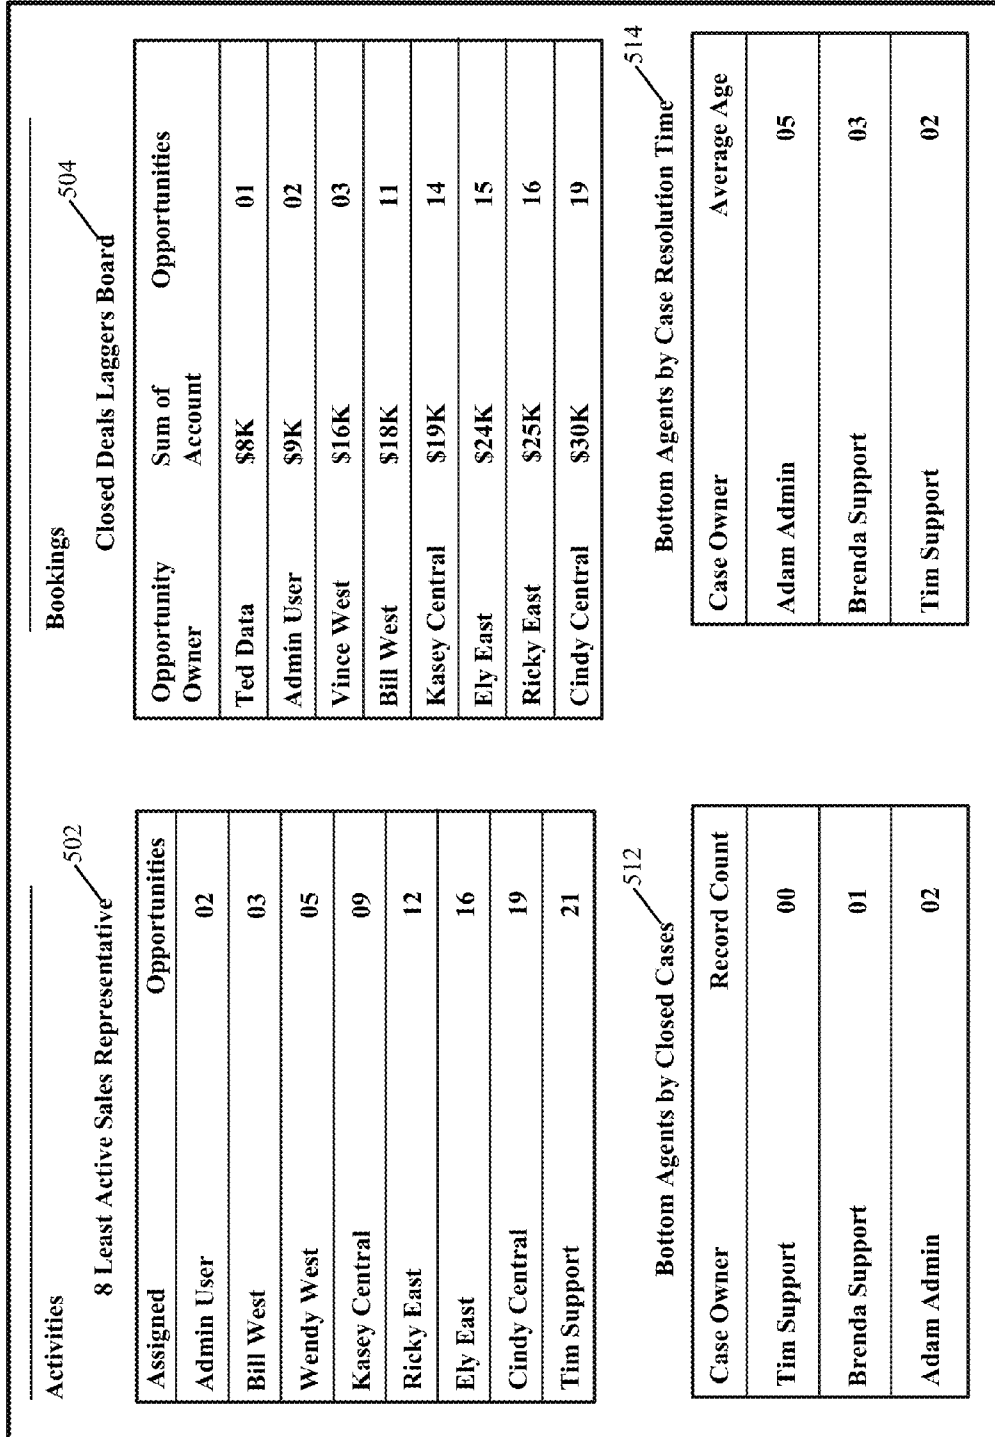 Activities
502
8 Least Active Sales Representative
Assigned Opportunities
Admin User 02
Bill West 03
Wendy West 05
Kasey Central 09
Ricky East 12
Ely East 16
Cindy Central 19
Tim Support 21
Bookings
504
Closed Deals Laggers Board
Opportunity Sum of Opportunities
Owner Account
Ted Data $8K 01
Admin User $9K 02
Vince West $16K 03
Bill West $18K 11
Kasey Central $19K 14
Ely East $24K 15
Ricky East $25K 16
Cindy Central $30K 19
512
Bottom Agents by Closed Cases
Case Owner Record Count
Tim Support 00
Brenda Support 01
Adam Admin 02
514
Bottom Agents by Case Resolution Time
Case Owner Average Age
Adam Admin 05
Brenda Support 03
Tim Support 02